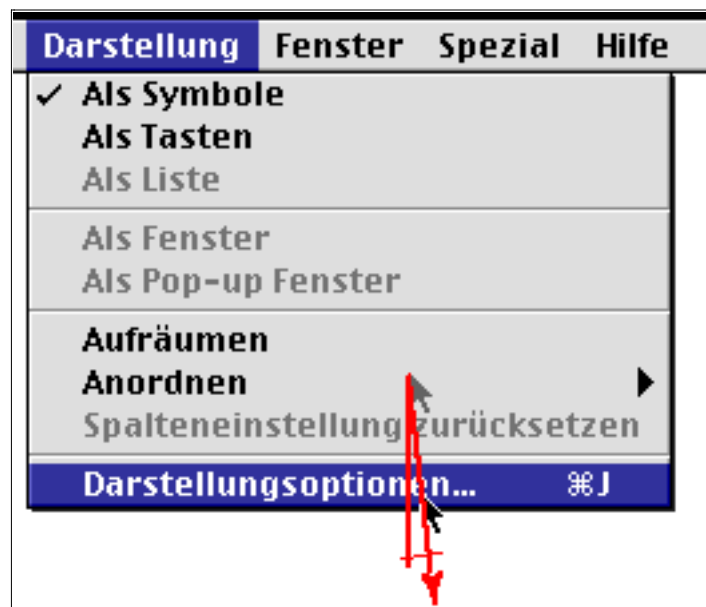 Darstellung Fenster Spezial Hilfe
✓ Als Symbole
Als Tasten
Als Liste
Als Fenster
Als Pop-up Fenster
Aufräumen
Anordnen ▶
Spalteneinstellung zurücksetzen
Darstellungsoptionen... ⌘J